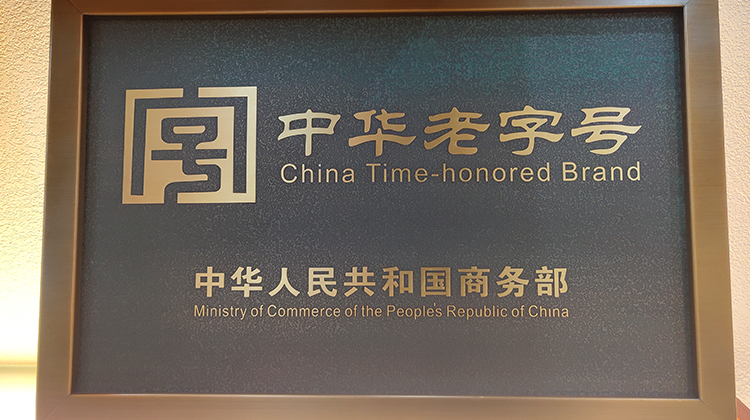 中华老字号
China Time-honored Brand
中华人民共和国商务部
Ministry of Commerce of the Peoples Republic of China